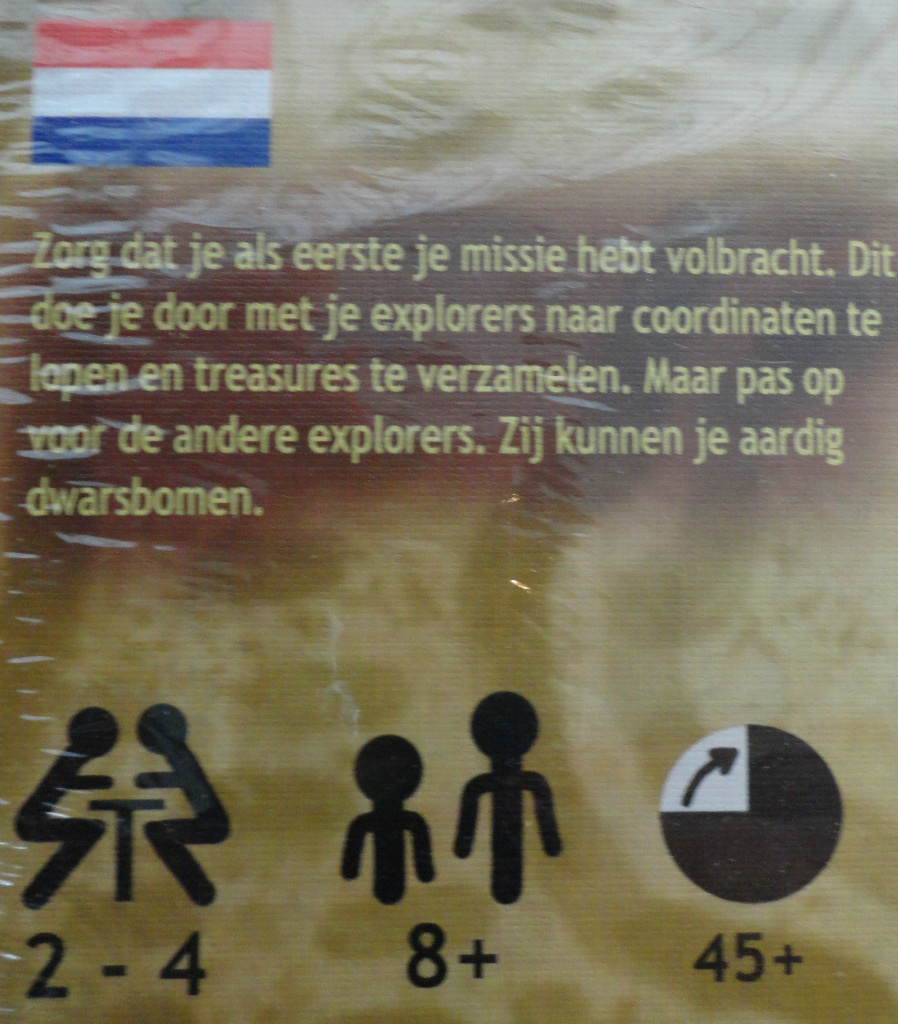 Zorg dat je als eerste je missie hebt volbracht. Dit
doe je door met je explorers naar coordinaten te
lopen en treasures te verzamelen. Maar pas op
voor de andere explorers. Zij kunnen je aardig
dwarsbomen.
2 - 4 8+ 45+